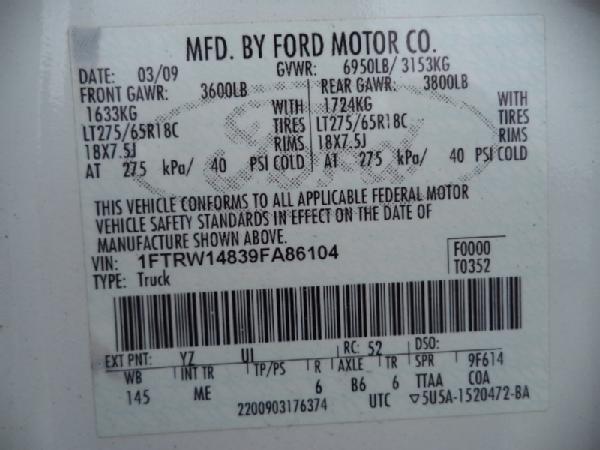 MFD. BY FORD MOTOR CO.
DATE: 03/09 GVWR: 6950LB/ 3153KG
FRONT GAWR: 3600LB REAR GAWR: 3800LB
1633KG WITH 1724KG WITH
LT275/65R18C TIRES LT275/65R18C TIRES
18X7.5J RIMS 18X7.5J RIMS
AT 275 kPa/ 40 PSI COLD AT 275 kPa/ 40 PSI COLD
Ford
THIS VEHICLE CONFORMS TO ALL APPLICABLE FEDERAL MOTOR
VEHICLE SAFETY STANDARDS IN EFFECT ON THE DATE OF
MANUFACTURE SHOWN ABOVE.
VIN: 1FTRW14839FA86104 F0000
TYPE: Truck T0352
EXT PNT: YZ UI RC: 52 DSO:
WB INT TR TP/PS R AXLE TR SPR 9F614
145 ME 6 B6 6 TTAA COA
2200903176374 UTC ▽5U5A-1520472-BA